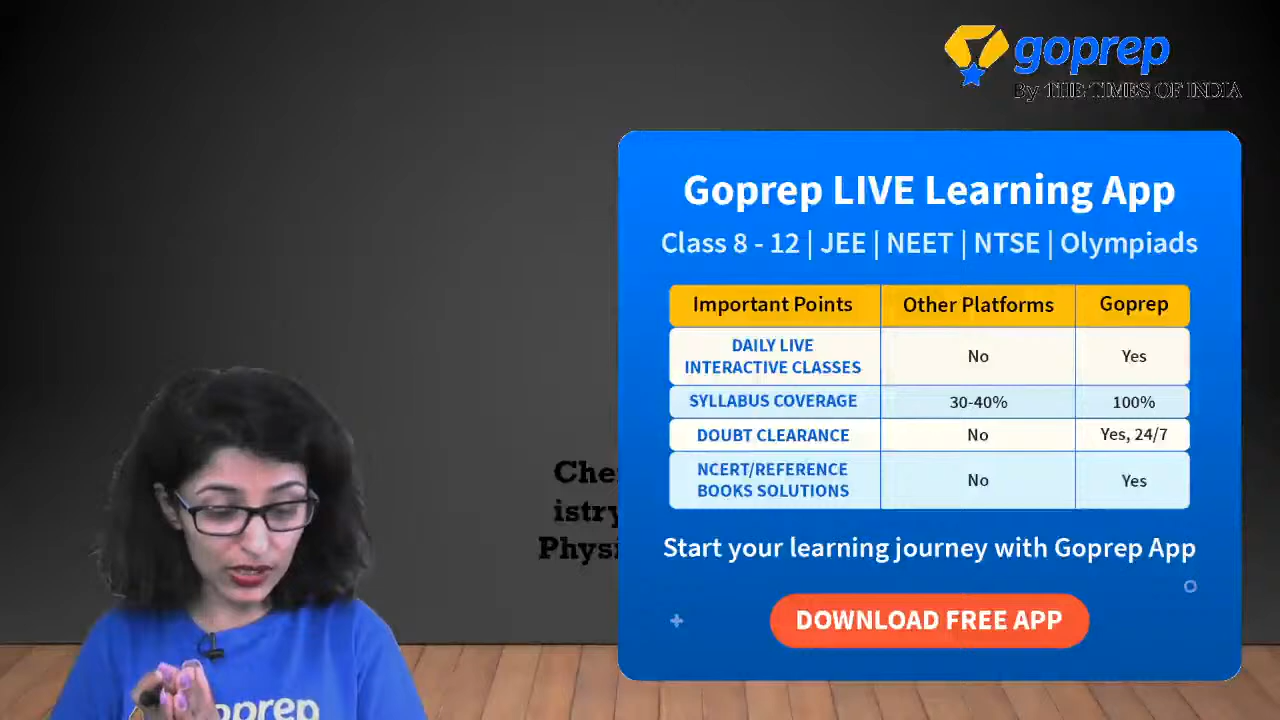 goprep
By THE TIMES OF INDIA
Goprep LIVE Learning App
Class 8 - 12 | JEE | NEET | NTSE | Olympiads
Important Points Other Platforms Goprep
DAILY LIVE
INTERACTIVE CLASSES No Yes
SYLLABUS COVERAGE 30-40% 100%
DOUBT CLEARANCE No Yes, 24/7
NCERT/REFERENCE
BOOKS SOLUTIONS No Yes
Start your learning journey with Goprep App
DOWNLOAD FREE APP
goprep